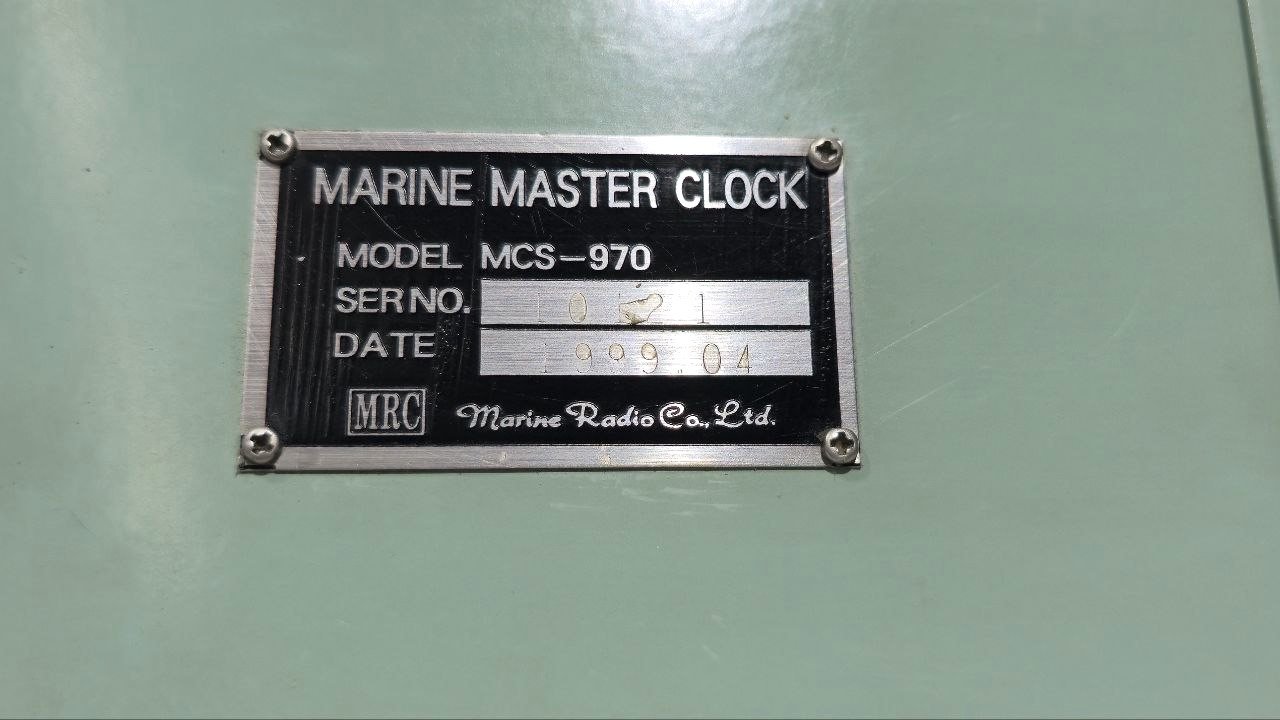 MARINE MASTER CLOCK
MODEL MCS-970
SER NO.
DATE 1999.04
MRC Marine Radio Co., Ltd.